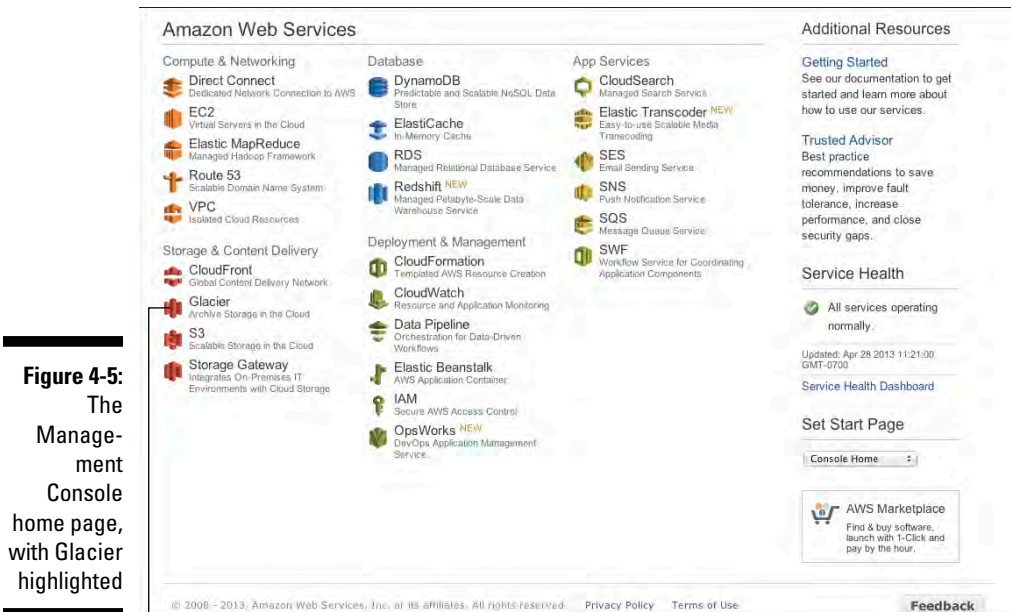 Amazon Web Services
Compute & Networking
Direct Connect
Dedicated Network Connection to AWS
EC2
Virtual Servers in the Cloud
Elastic MapReduce
Managed Hadoop Framework
Route 53
Scalable Domain Name System
VPC
Isolated Cloud Resources
Storage & Content Delivery
CloudFront
Global Content Delivery Network
Glacier
Archive Storage in the Cloud
S3
Scalable Storage in the Cloud
Storage Gateway
Integrates On-Premises IT
Environments with Cloud Storage
Database
DynamoDB
Predictable and Scalable NoSQL Data
Store
ElastiCache
In-Memory Cache
RDS
Managed Relational Database Service
Redshift NEW
Managed Petabyte-Scale Data
Warehouse Service
Deployment & Management
CloudFormation
Templated AWS Resource Creation
CloudWatch
Resource and Application Monitoring
Data Pipeline
Orchestration for Data-Driven
Workflows
Elastic Beanstalk
AWS Application Container
IAM
Secure AWS Access Control
OpsWorks NEW
DevOps Application Management
Service
App Services
CloudSearch
Managed Search Service
Elastic Transcoder NEW
Easy-to-use Scalable Media
Transcoding
SES
Email Sending Service
SNS
Push Notification Service
SQS
Message Queue Service
SWF
Workflow Service for Coordinating
Application Components
Additional Resources
Getting Started
See our documentation to get
started and learn more about
how to use our services.
Trusted Advisor
Best practice
recommendations to save
money, improve fault
tolerance, increase
performance, and close
security gaps.
Service Health
All services operating
normally.
Updated: Apr 28 2013 11:21:00
GMT-0700
Service Health Dashboard
Set Start Page
Console Home
AWS Marketplace
Find & buy software,
launch with 1-Click and
pay by the hour.
© 2008 - 2013, Amazon Web Services, Inc. or its affiliates. All rights reserved. Privacy Policy Terms of Use
Feedback
Figure 4-5:
The
Manage-
ment
Console
home page,
with Glacier
highlighted